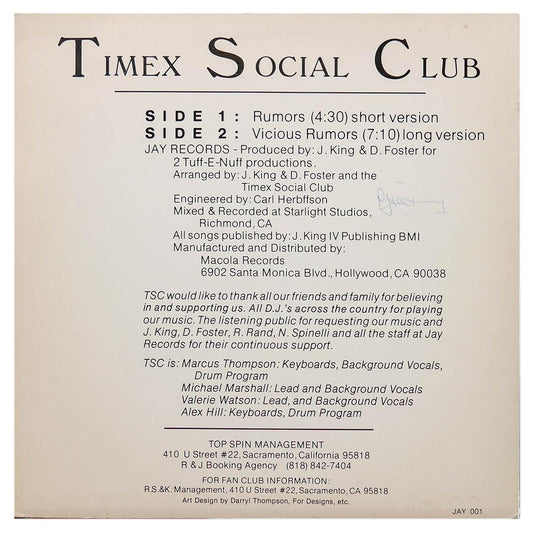 TIMEX SOCIAL CLUB
SIDE 1: Rumors (4:30) short version
SIDE 2: Vicious Rumors (7:10) long version
JAY RECORDS - Produced by: J. King & D. Foster for
2 Tuff-E-Nuff productions.
Arranged by: J. King & D. Foster and the
Timex Social Club
Engineered by: Carl Herbffson
Mixed & Recorded at Starlight Studios,
Richmond, CA
All songs published by: J. King IV Publishing BMI
Manufactured and Distributed by:
Macola Records
6902 Santa Monica Blvd., Hollywood, CA 90038
TSC would like to thank all our friends and family for believing
in and supporting us. All D.J.'s across the country for playing
our music. The listening public for requesting our music and
J. King, D. Foster, R. Rand, N. Spinelli and all the staff at Jay
Records for their continuous support.
TSC is: Marcus Thompson: Keyboards, Background Vocals,
Drum Program
Michael Marshall: Lead and Background Vocals
Valerie Watson: Lead, and Background Vocals
Alex Hill: Keyboards, Drum Program
TOP SPIN MANAGEMENT
410 U Street #22, Sacramento, California 95818
R & J Booking Agency (818) 842-7404
FOR FAN CLUB INFORMATION:
R.S.&K. Management, 410 U Street #22, Sacramento, CA 95818
Art Design by Darryl Thompson, For Designs, etc.
JAY 001